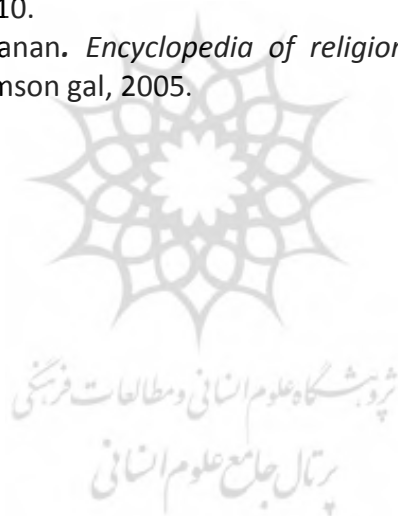 10.
anan. Encyclopedia of religion
mson gal, 2005.
پژوهشگاه علوم انسانی و مطالعات فرهنگی
پرتال جامع علوم انسانی